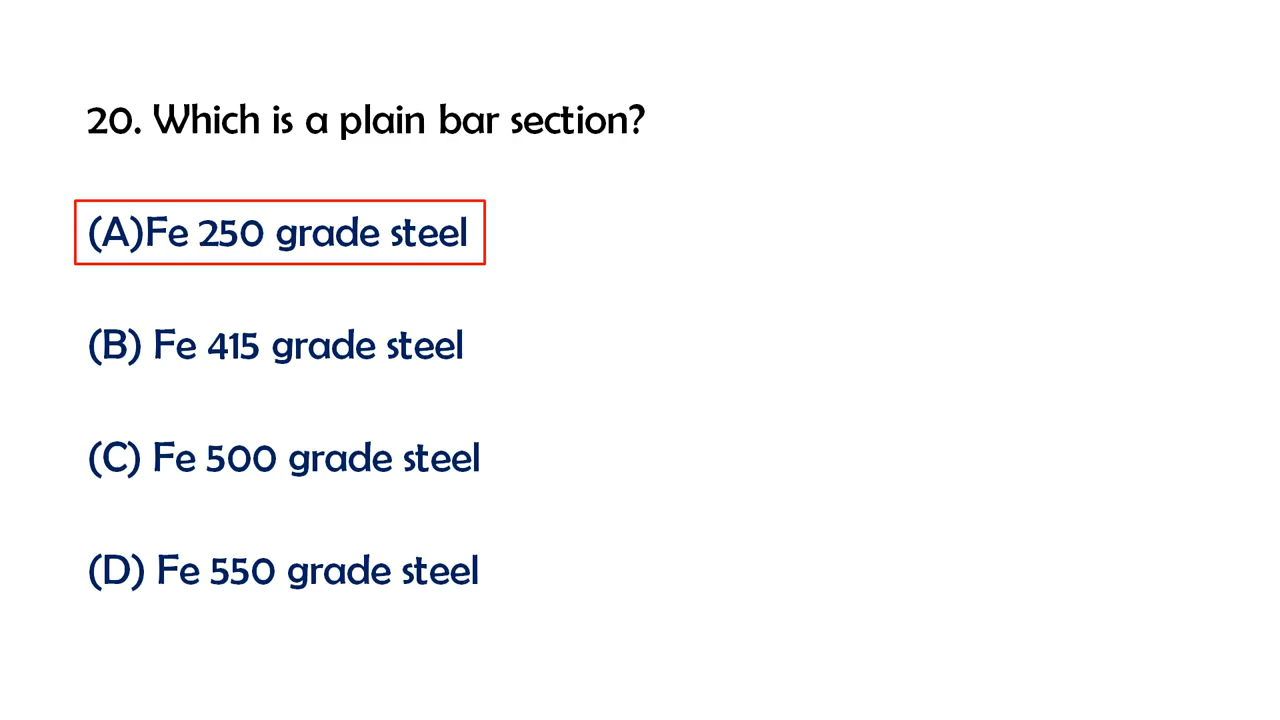 20. Which is a plain bar section?
(A)Fe 250 grade steel
(B) Fe 415 grade steel
(C) Fe 500 grade steel
(D) Fe 550 grade steel